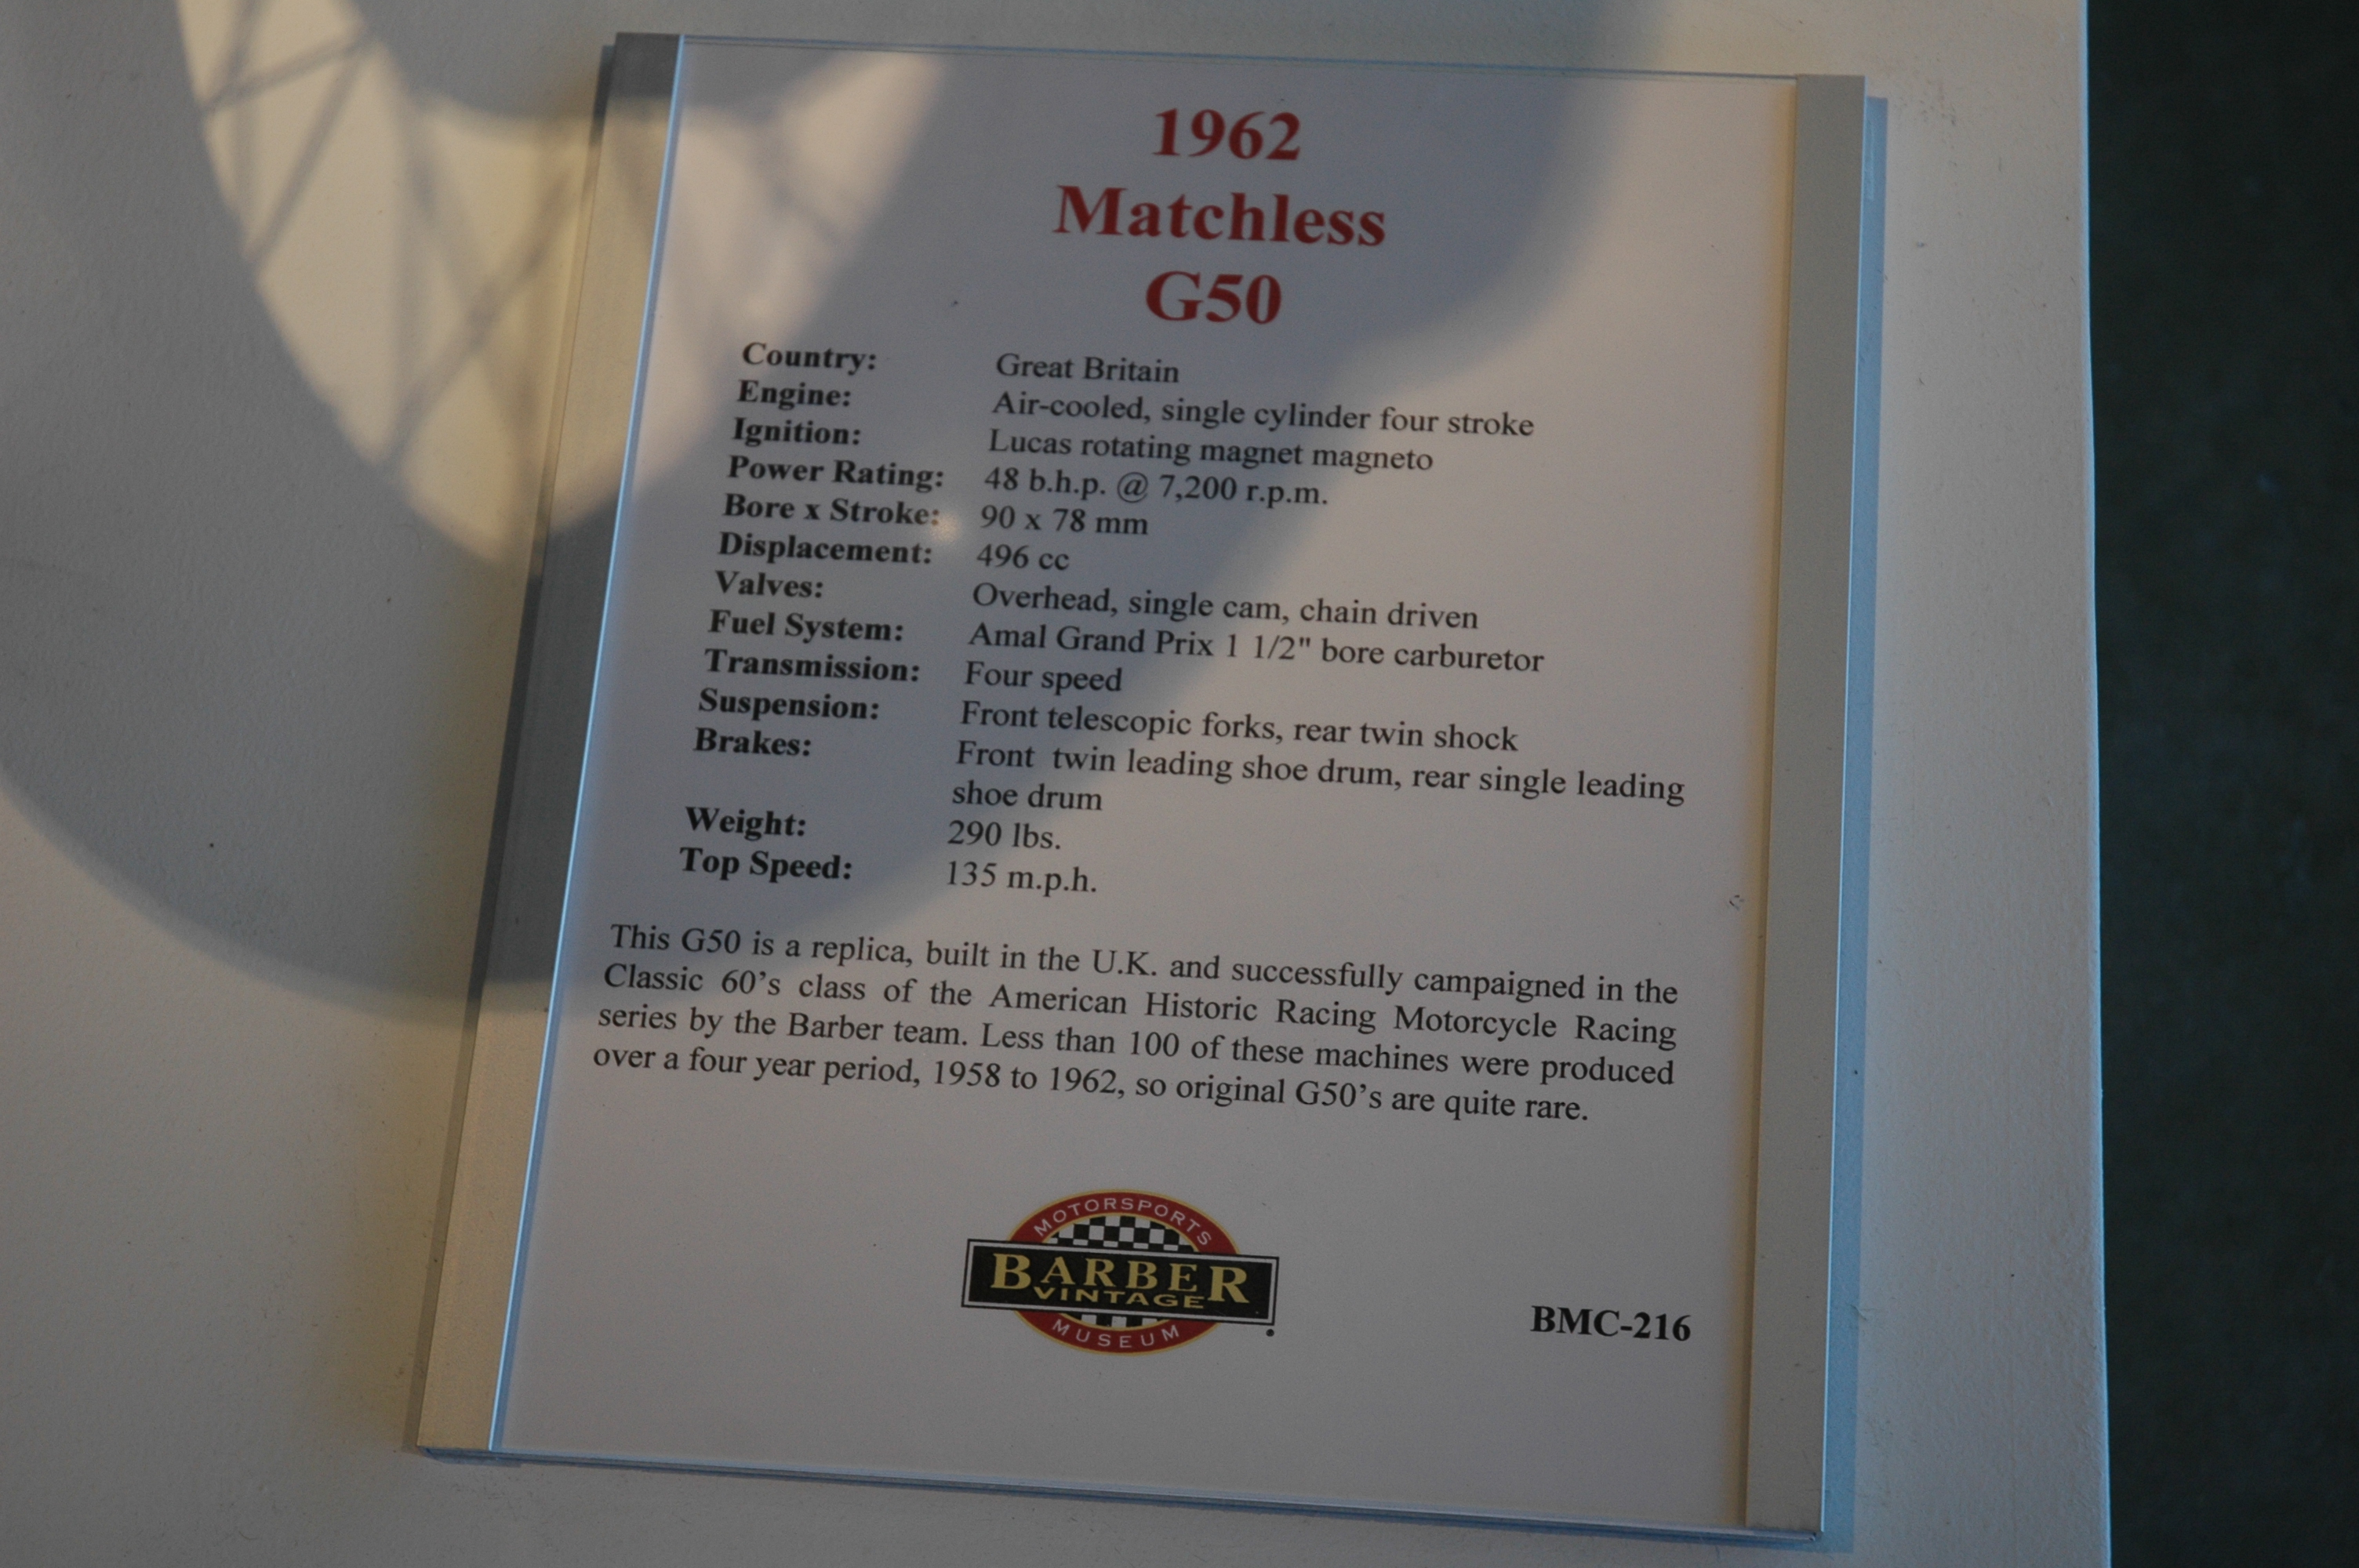 1962
Matchless
G50
Country: Great Britain
Engine: Air-cooled, single cylinder four stroke
Ignition: Lucas rotating magnet magneto
Power Rating: 48 b.h.p. @ 7,200 r.p.m.
Bore x Stroke: 90 x 78 mm
Displacement: 496 cc
Valves: Overhead, single cam, chain driven
Fuel System: Amal Grand Prix 1 1/2" bore carburetor
Transmission: Four speed
Suspension: Front telescopic forks, rear twin shock
Brakes: Front twin leading shoe drum, rear single leading
shoe drum
Weight: 290 lbs.
Top Speed: 135 m.p.h.
This G50 is a replica, built in the U.K. and successfully campaigned in the
Classic 60's class of the American Historic Racing Motorcycle Racing
series by the Barber team. Less than 100 of these machines were produced
over a four year period, 1958 to 1962, so original G50's are quite rare.
MOTORSPORTS
BARBER
VINTAGE
MUSEUM
BMC-216